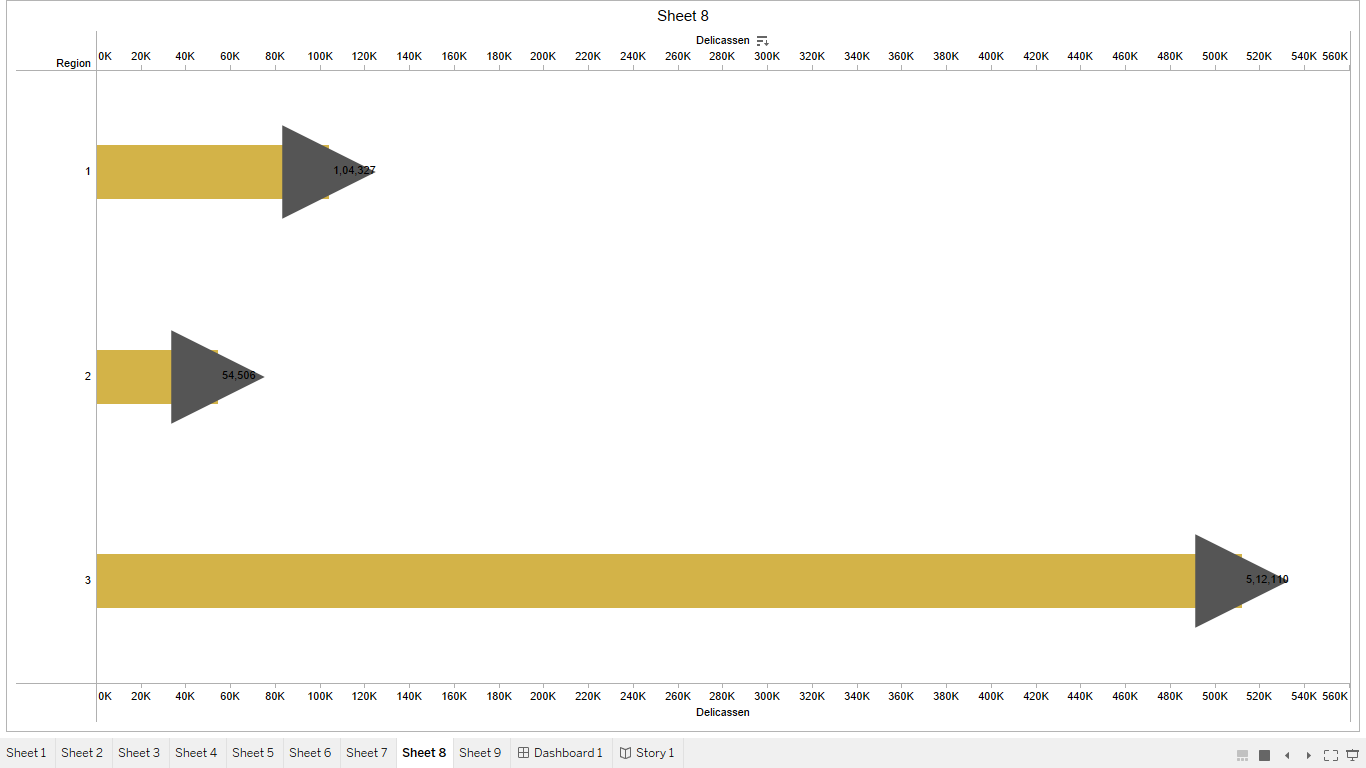 Sheet 8
Delicassen
Region 0K 20K 40K 60K 80K 100K 120K 140K 160K 180K 200K 220K 240K 260K 280K 300K 320K 340K 360K 380K 400K 420K 440K 460K 480K 500K 520K 540K 560K
1 1,04,327
2 54,506
3 5,12,110
0K 20K 40K 60K 80K 100K 120K 140K 160K 180K 200K 220K 240K 260K 280K 300K 320K 340K 360K 380K 400K 420K 440K 460K 480K 500K 520K 540K 560K
Delicassen
Sheet 1 Sheet 2 Sheet 3 Sheet 4 Sheet 5 Sheet 6 Sheet 7 Sheet 8 Sheet 9 Dashboard 1 Story 1